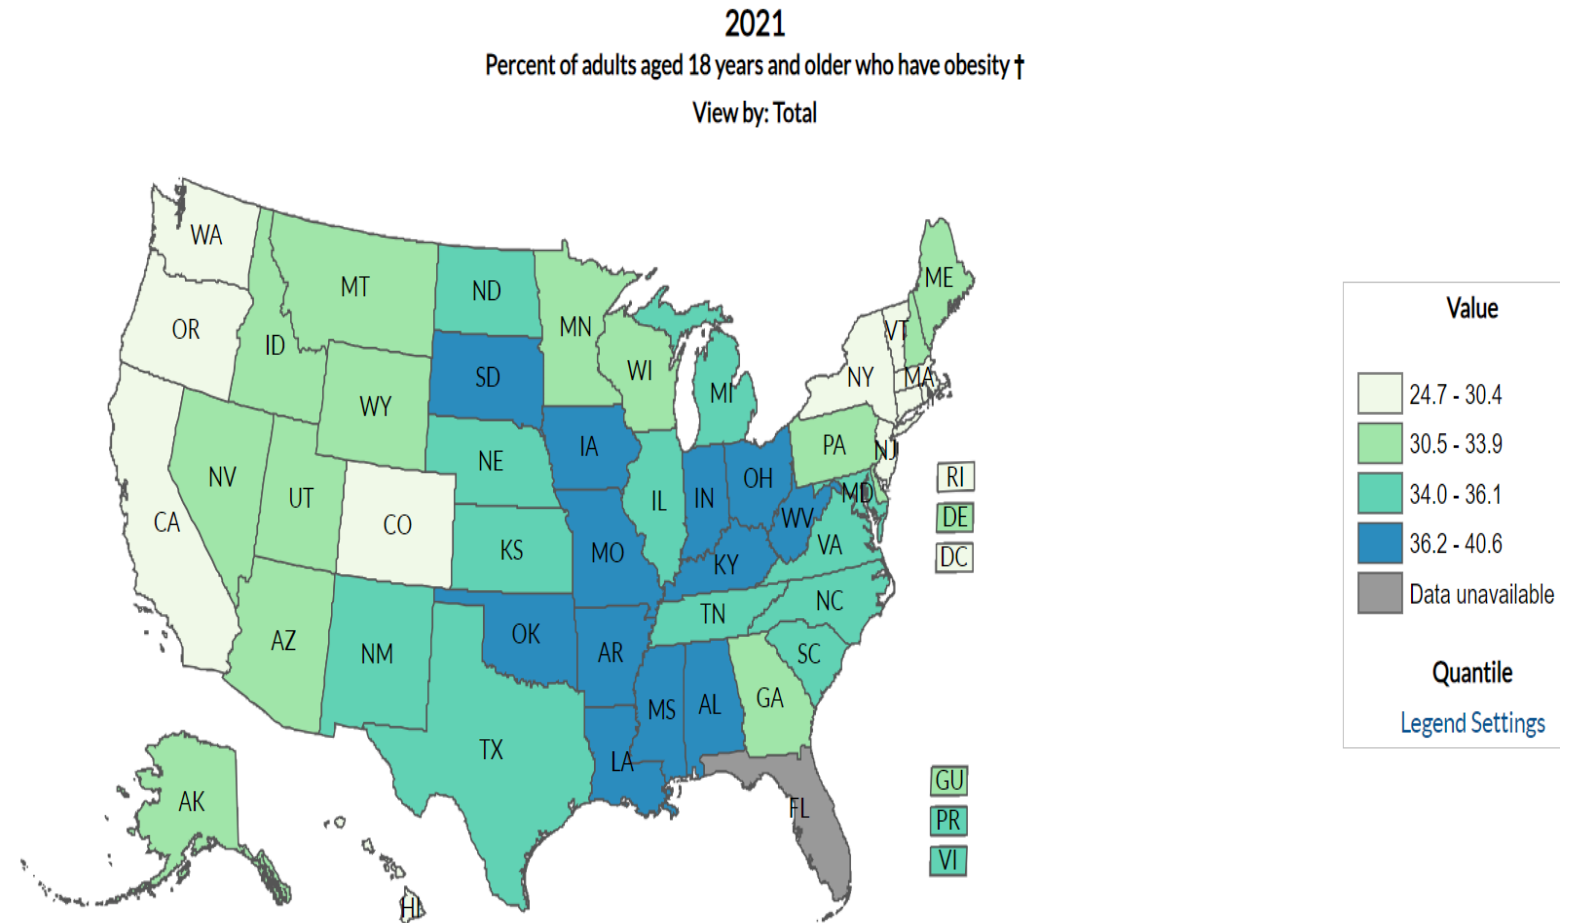 2021
Percent of adults aged 18 years and older who have obesity †
View by: Total
WA
MT
ND
ME
OR
ID
MN
VT
SD
WI
NY
MA
WY
MI
NE
IA
PA
NJ
NV
UT
IL
IN
OH
MD
RI
CA
CO
WV
DE
KS
MO
KY
VA
DC
AZ
NM
OK
AR
TN
NC
SC
MS
AL
GA
TX
LA
AK
FL
HI
GU
PR
VI
Value
24.7 - 30.4
30.5 - 33.9
34.0 - 36.1
36.2 - 40.6
Data unavailable
Quantile
Legend Settings